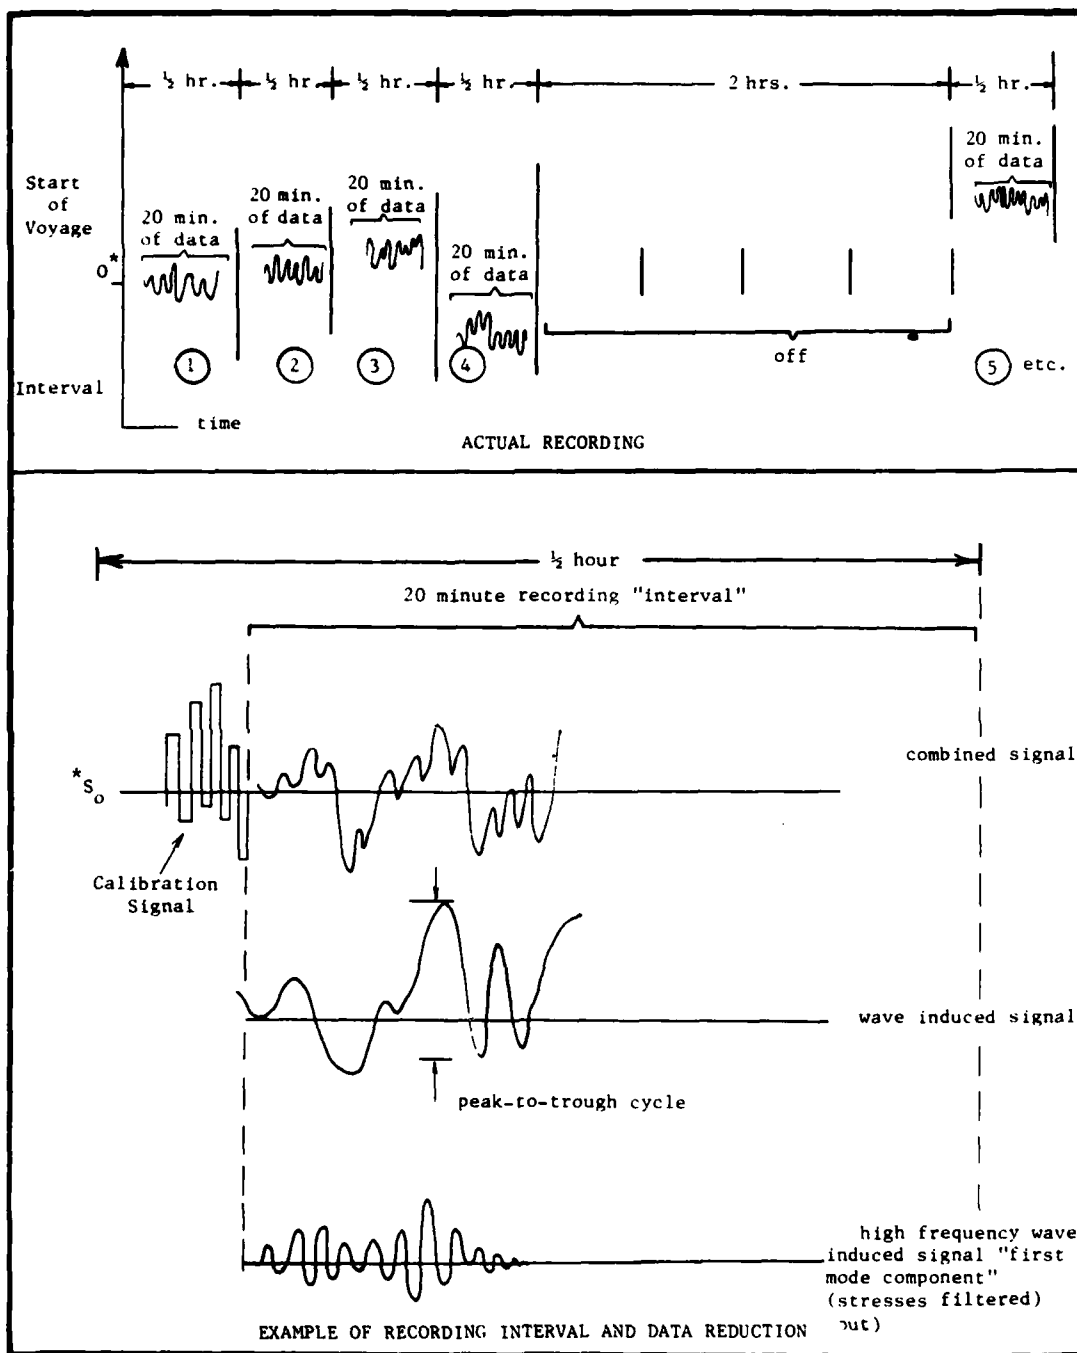 ½ hr. ½ hr ½ hr. ½ hr. 2 hrs. ½ hr.
20 min.
of data
Start
of
Voyage
20 min.
of data
20 min.
of data
20 min.
of data
20 min.
of data
0*
off
1 2 3 4 5 etc.
Interval
time
ACTUAL RECORDING
½ hour
20 minute recording "interval"
combined signal
*S₀
Calibration
Signal
wave induced signal
peak-to-trough cycle
high frequency wave
induced signal "first
mode component"
(stresses filtered)
out)
EXAMPLE OF RECORDING INTERVAL AND DATA REDUCTION